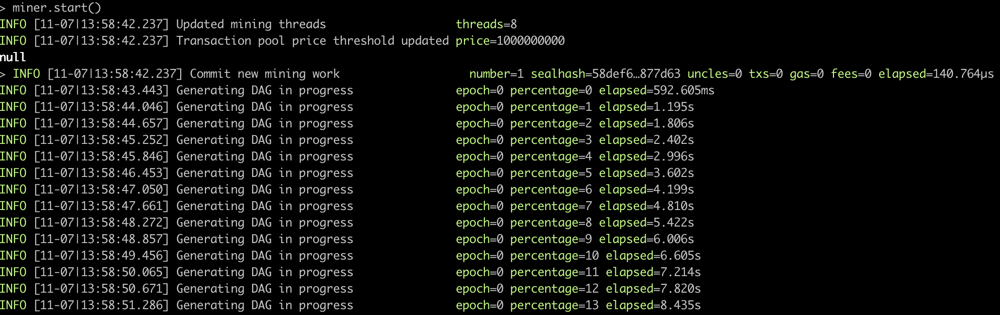 > miner.start()
INFO [11-07|13:58:42.237] Updated mining threads                   threads=8
INFO [11-07|13:58:42.237] Transaction pool price threshold updated price=1000000000
null
> INFO [11-07|13:58:42.237] Commit new mining work                   number=1 sealhash=58def6…877d63 uncles=0 txs=0 gas=0 fees=0 elapsed=140.764µs
INFO [11-07|13:58:43.443] Generating DAG in progress               epoch=0 percentage=0 elapsed=592.605ms
INFO [11-07|13:58:44.046] Generating DAG in progress               epoch=0 percentage=1 elapsed=1.195s
INFO [11-07|13:58:44.657] Generating DAG in progress               epoch=0 percentage=2 elapsed=1.806s
INFO [11-07|13:58:45.252] Generating DAG in progress               epoch=0 percentage=3 elapsed=2.402s
INFO [11-07|13:58:45.846] Generating DAG in progress               epoch=0 percentage=4 elapsed=2.996s
INFO [11-07|13:58:46.453] Generating DAG in progress               epoch=0 percentage=5 elapsed=3.602s
INFO [11-07|13:58:47.050] Generating DAG in progress               epoch=0 percentage=6 elapsed=4.199s
INFO [11-07|13:58:47.661] Generating DAG in progress               epoch=0 percentage=7 elapsed=4.810s
INFO [11-07|13:58:48.272] Generating DAG in progress               epoch=0 percentage=8 elapsed=5.422s
INFO [11-07|13:58:48.857] Generating DAG in progress               epoch=0 percentage=9 elapsed=6.006s
INFO [11-07|13:58:49.456] Generating DAG in progress               epoch=0 percentage=10 elapsed=6.605s
INFO [11-07|13:58:50.065] Generating DAG in progress               epoch=0 percentage=11 elapsed=7.214s
INFO [11-07|13:58:50.671] Generating DAG in progress               epoch=0 percentage=12 elapsed=7.820s
INFO [11-07|13:58:51.286] Generating DAG in progress               epoch=0 percentage=13 elapsed=8.435s